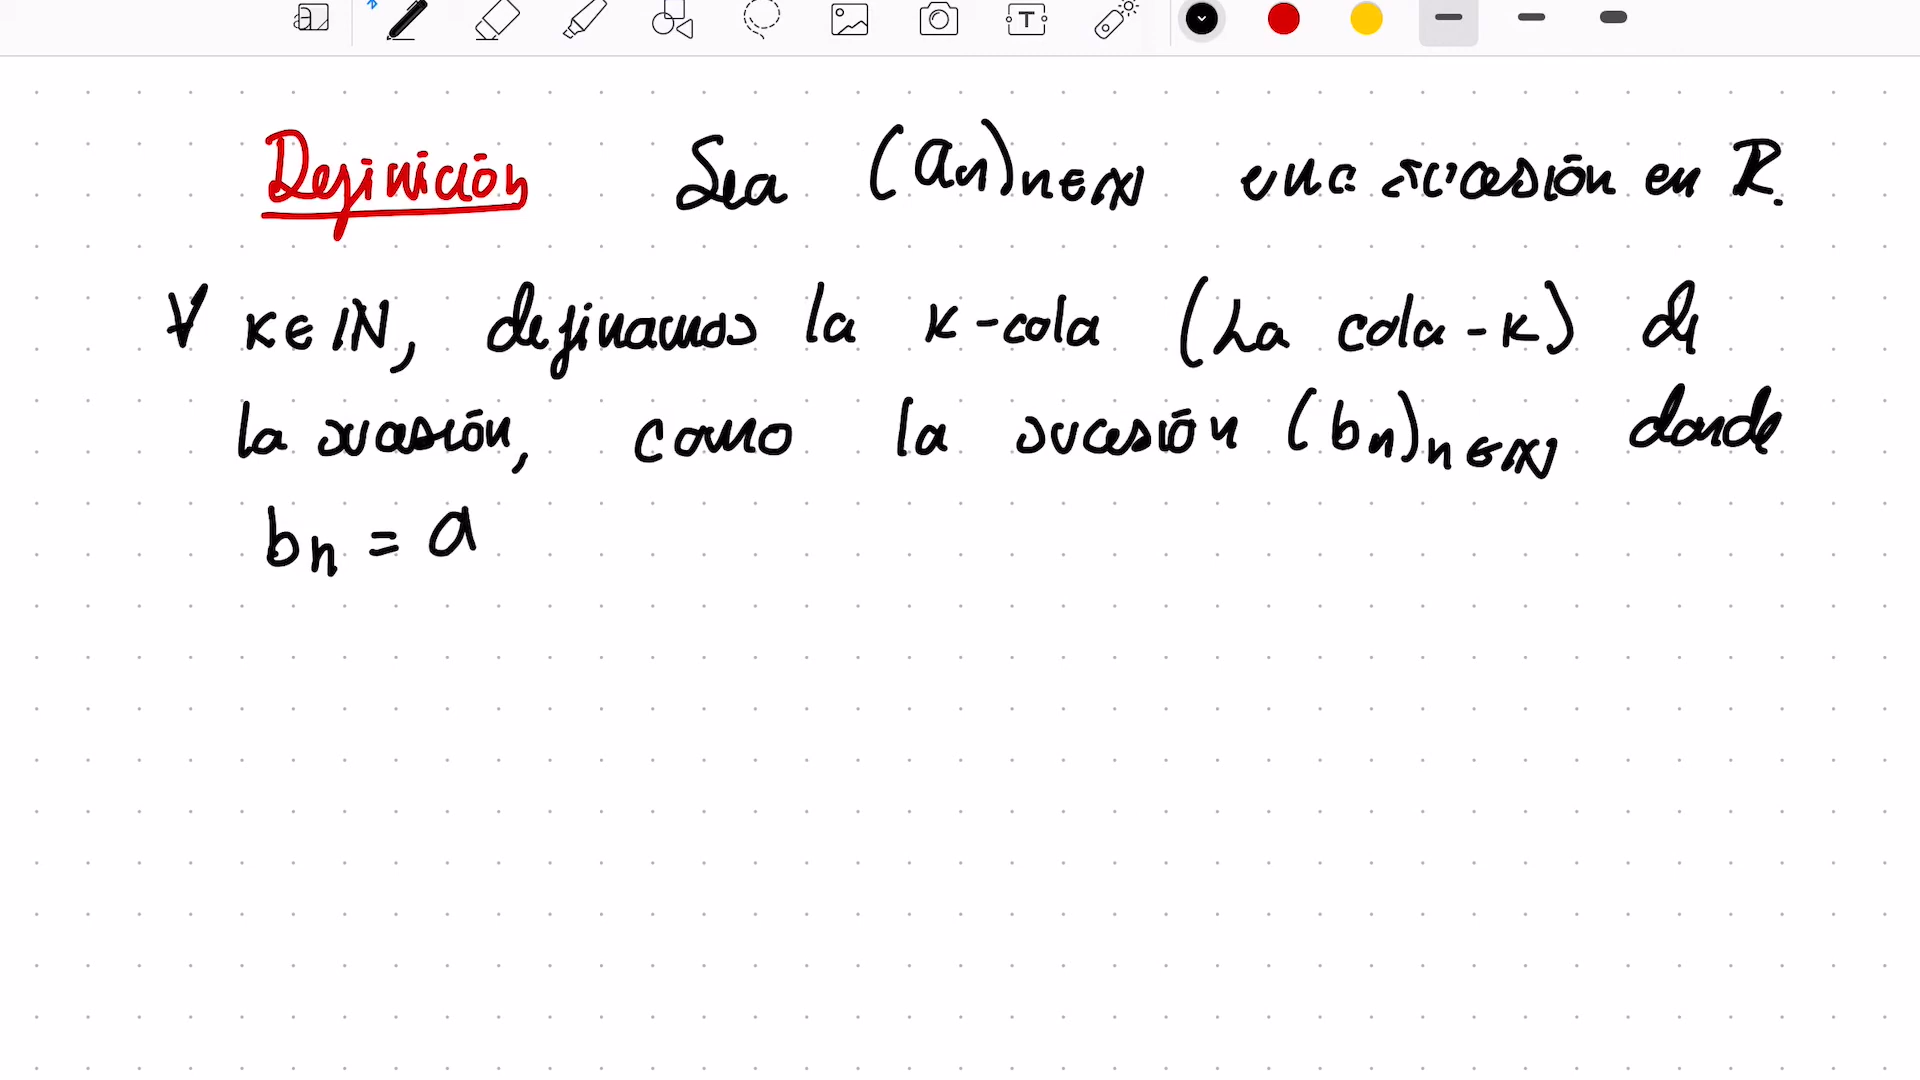 Definición Sea (an)n∈ℕ una sucesión en ℝ.
∀ k∈ℕ, definamos la k-cola (La cola-k) de
la sucesión, como la sucesión (bn)n∈ℕ donde
bn = a